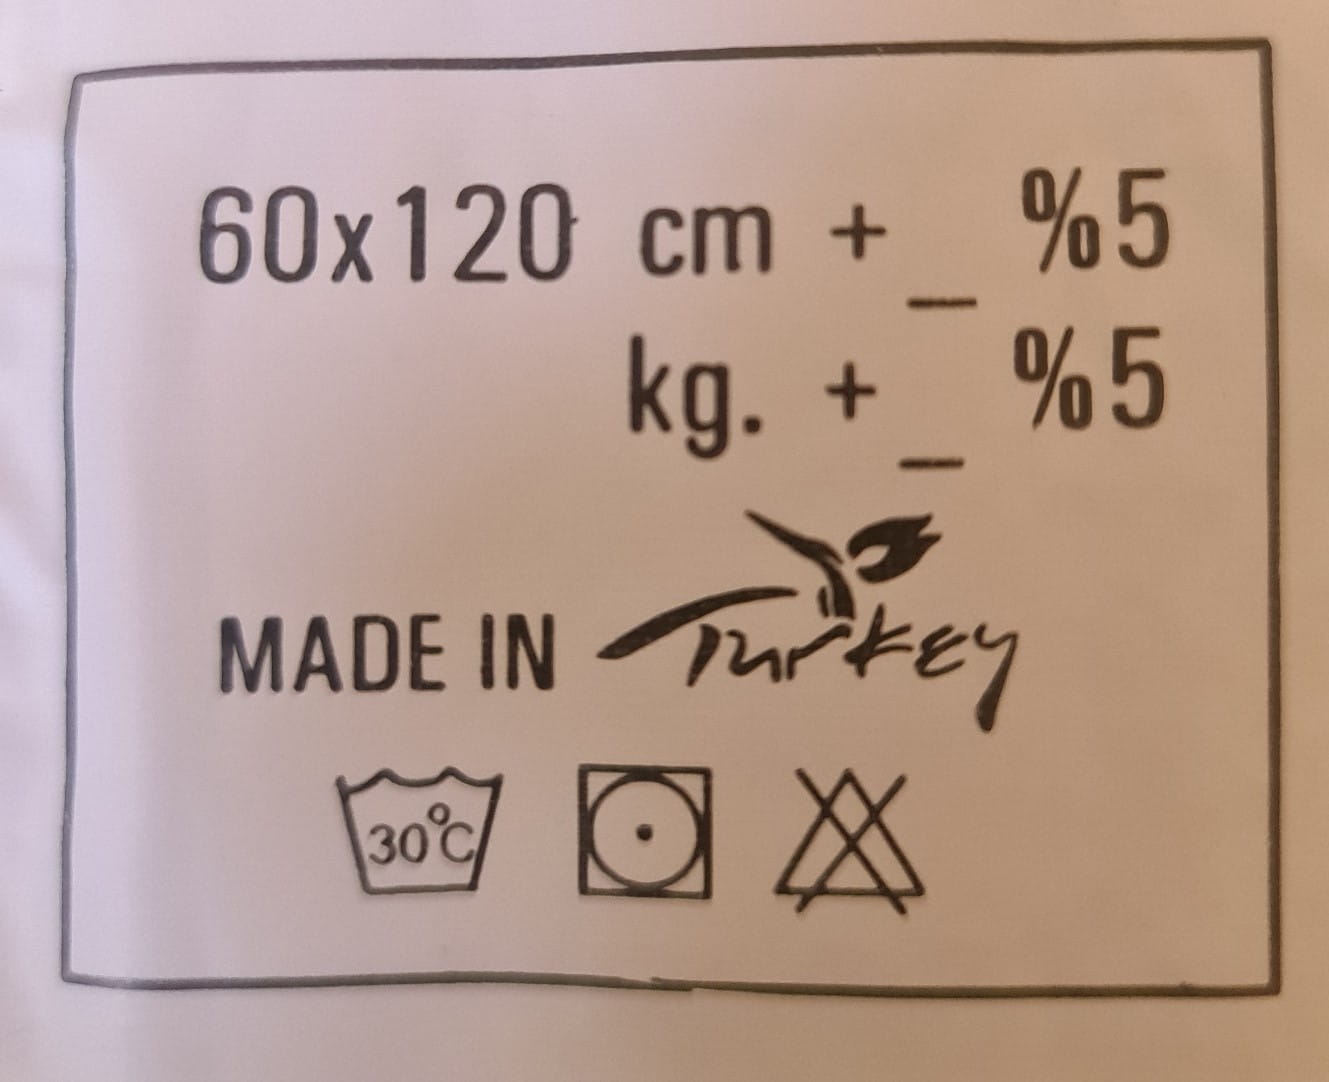 60x120 cm +_ %5
kg. +_ %5
MADE IN Turkey
30°C